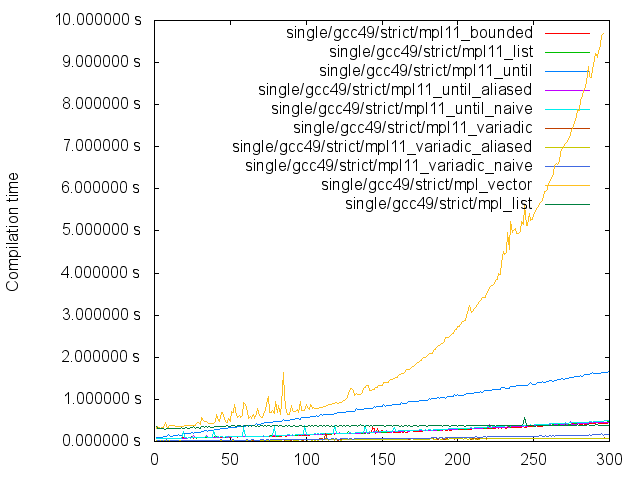 10.000000 s
9.000000 s
8.000000 s
7.000000 s
6.000000 s
5.000000 s
4.000000 s
3.000000 s
2.000000 s
1.000000 s
0.000000 s
0 50 100 150 200 250 300
Compilation time
single/gcc49/strict/mpl11_bounded
single/gcc49/strict/mpl11_list
single/gcc49/strict/mpl11_until
single/gcc49/strict/mpl11_until_aliased
single/gcc49/strict/mpl11_until_naive
single/gcc49/strict/mpl11_variadic
single/gcc49/strict/mpl11_variadic_aliased
single/gcc49/strict/mpl11_variadic_naive
single/gcc49/strict/mpl_vector
single/gcc49/strict/mpl_list